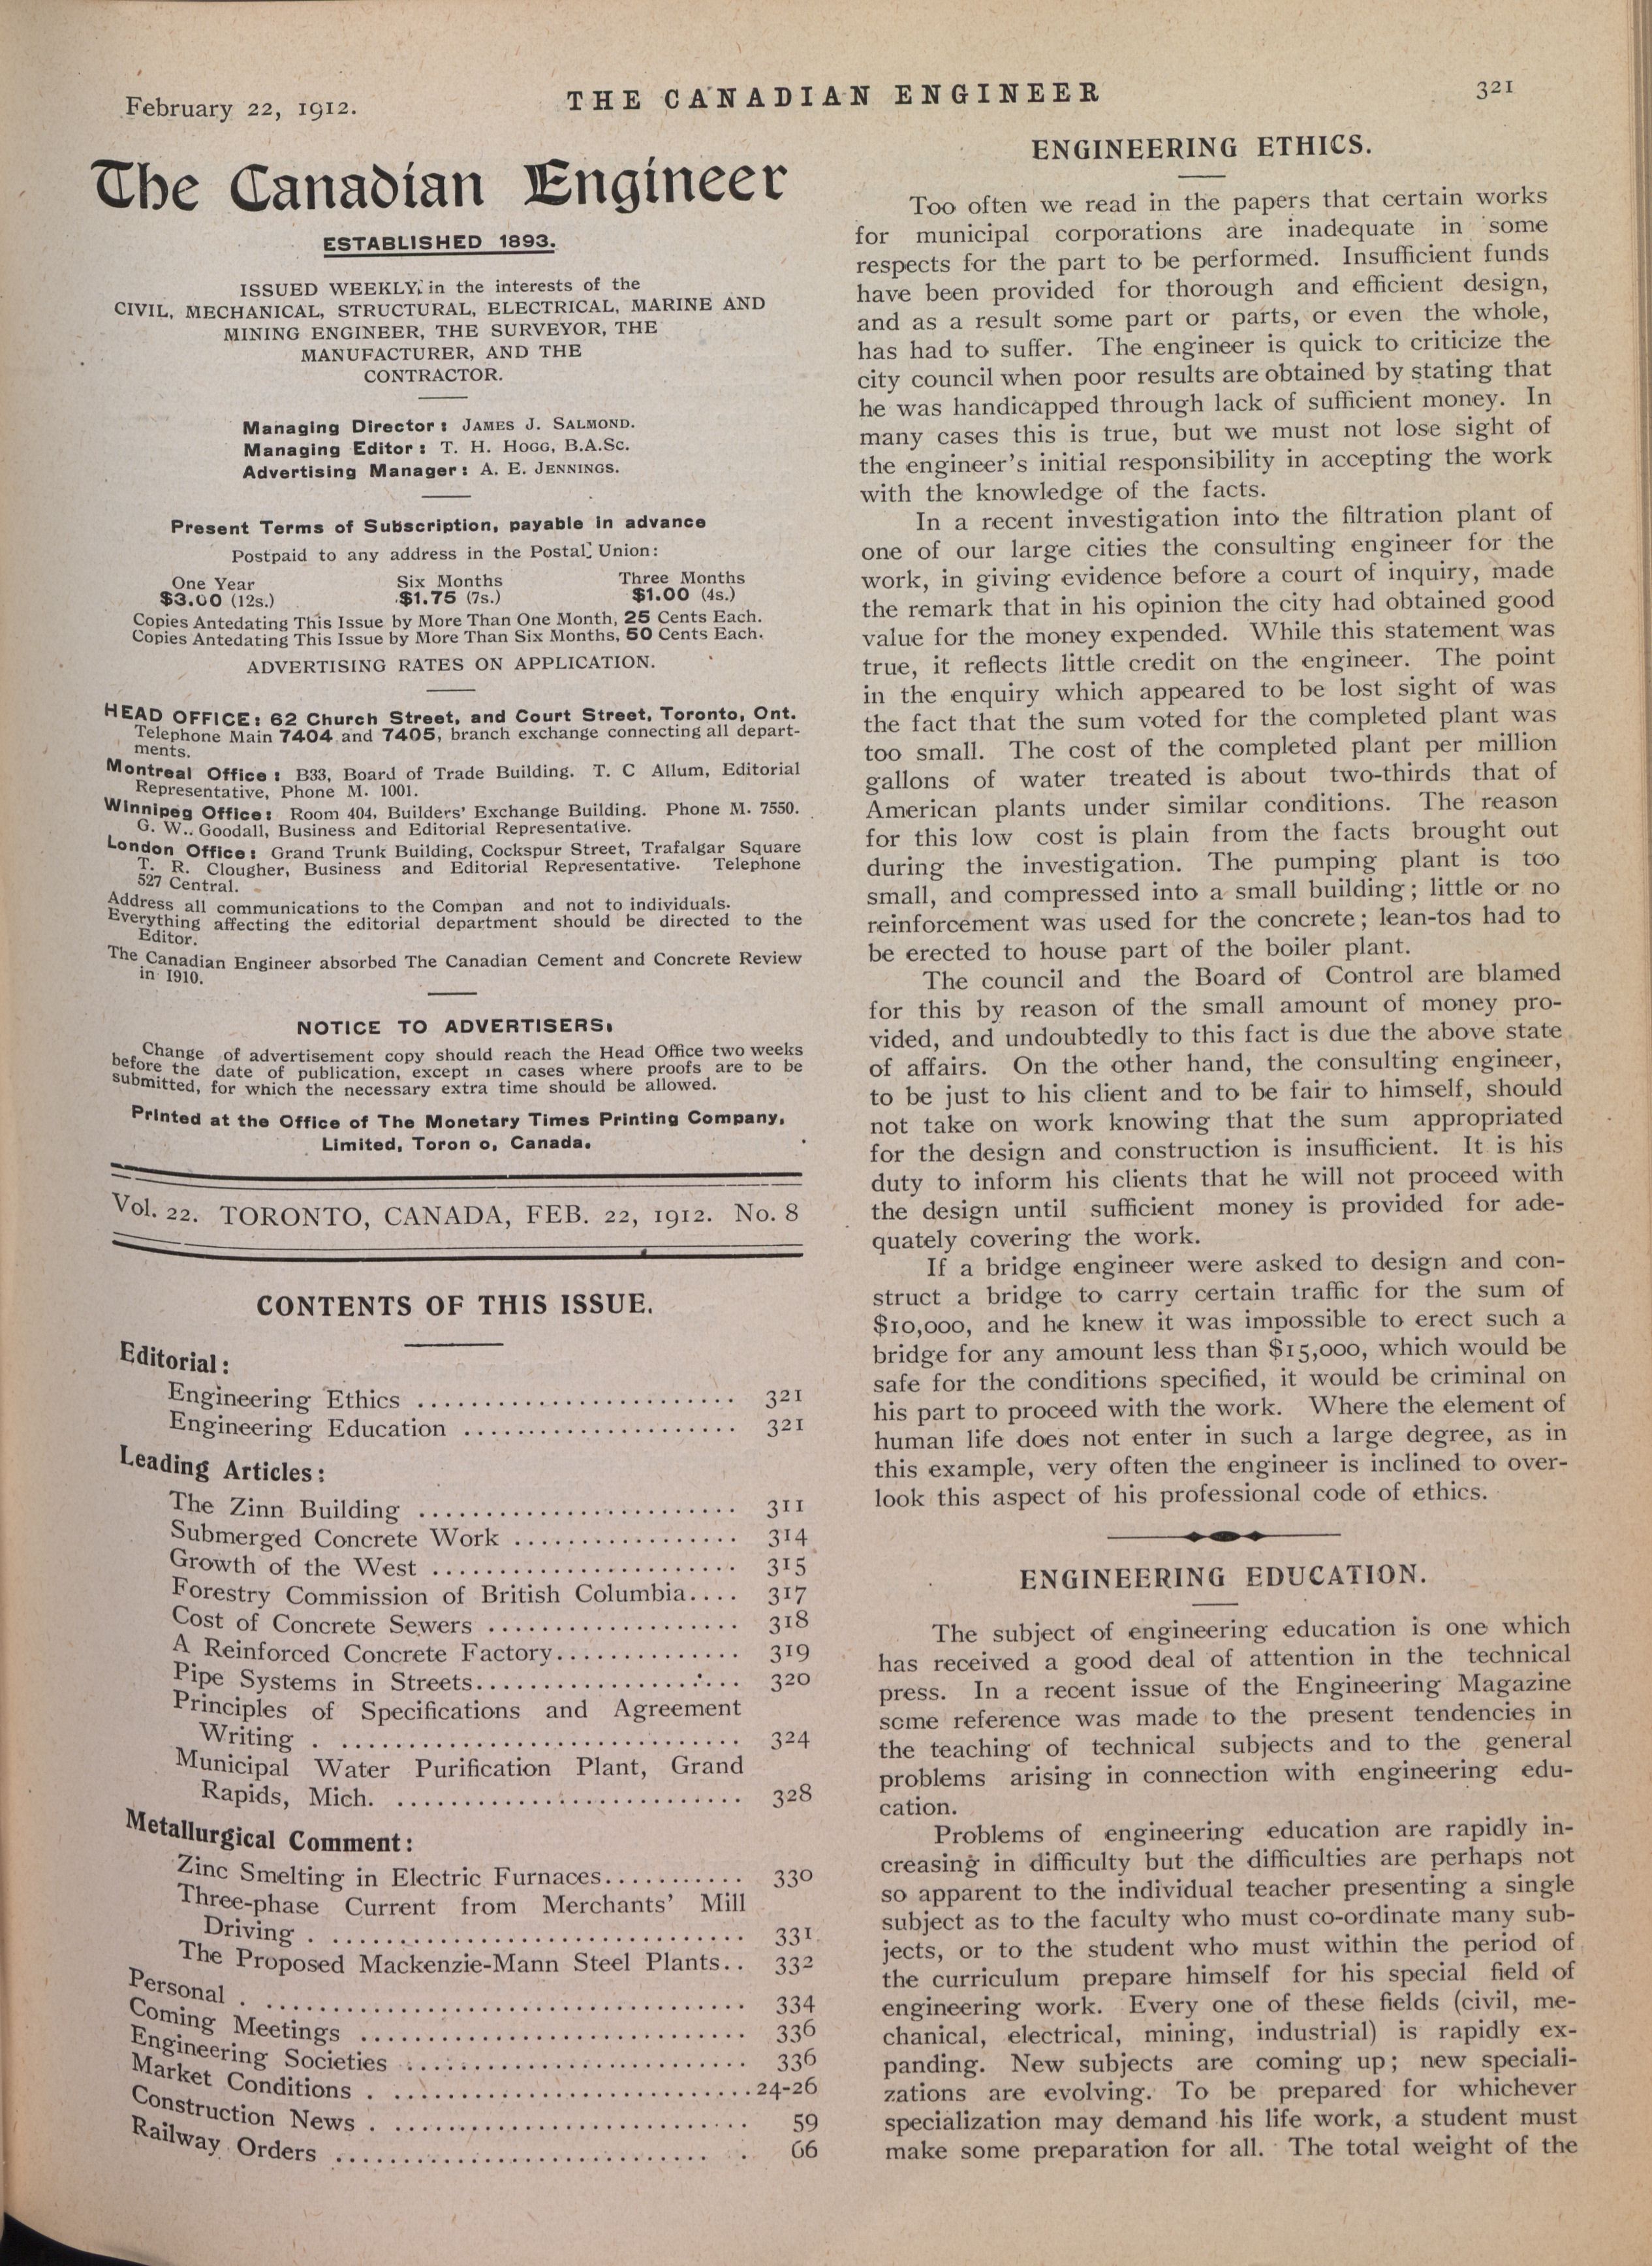 February 22, 1912.
THE CANADIAN ENGINEER
321
The Canadian Engineer
ESTABLISHED 1893.
ISSUED WEEKLY, in the interests of the
CIVIL, MECHANICAL, STRUCTURAL, ELECTRICAL, MARINE AND
MINING ENGINEER, THE SURVEYOR, THE
MANUFACTURER, AND THE
CONTRACTOR.
Managing Director: JAMES J. SALMOND.
Managing Editor: T. H. HOGG, B.A.Sc.
Advertising Manager: A. E. JENNINGS.
Present Terms of Subscription, payable in advance
Postpaid to any address in the Postal Union:
One Year Six Months Three Months
$3.00 (12s.) $1.75 (7s.) $1.00 (4s.)
Copies Antedating This Issue by More Than One Month, 25 Cents Each.
Copies Antedating This Issue by More Than Six Months, 50 Cents Each.
ADVERTISING RATES ON APPLICATION.
HEAD OFFICE: 62 Church Street, and Court Street, Toronto, Ont.
Telephone Main 7404 and 7405, branch exchange connecting all depart-
ments.
Montreal Office: B33, Board of Trade Building. T. C Allum, Editorial
Representative, Phone M. 1001.
Winnipeg Office: Room 404, Builders' Exchange Building. Phone M. 7550.
G. W.. Goodall, Business and Editorial Representative.
London Office: Grand Trunk Building, Cockspur Street, Trafalgar Square
T. R. Clougher, Business and Editorial Representative. Telephone
527 Central.
Address all communications to the Compan and not to individuals.
Everything affecting the editorial department should be directed to the
Editor.
The Canadian Engineer absorbed The Canadian Cement and Concrete Review
in 1910.
NOTICE TO ADVERTISERS.
Change of advertisement copy should reach the Head Office two weeks
before the date of publication, except in cases where proofs are to be
submitted, for which the necessary extra time should be allowed.
Printed at the Office of The Monetary Times Printing Company,
Limited, Toron o, Canada.
Vol. 22. TORONTO, CANADA, FEB. 22, 1912. No. 8
CONTENTS OF THIS ISSUE.
Editorial:
Engineering Ethics ........................ 321
Engineering Education ..................... 321
Leading Articles:
The Zinn Building ........................ 311
Submerged Concrete Work ................. 314
Growth of the West ....................... 315
Forestry Commission of British Columbia.... 317
Cost of Concrete Sewers ................... 318
A Reinforced Concrete Factory.............. 319
Pipe Systems in Streets.................... 320
Principles of Specifications and Agreement
Writing . .............................. 324
Municipal Water Purification Plant, Grand
Rapids, Mich. .......................... 328
Metallurgical Comment:
Zinc Smelting in Electric Furnaces........... 330
Three-phase Current from Merchants' Mill
Driving . ............................... 331
The Proposed Mackenzie-Mann Steel Plants.. 332
Personal . .................................... 334
Coming Meetings ............................. 336
Engineering Societies .......................... 336
Market Conditions . ...........................24-26
Construction News . ........................... 59
Railway Orders ............................ . 66
ENGINEERING ETHICS.
Too often we read in the papers that certain works
for municipal corporations are inadequate in some
respects for the part to be performed. Insufficient funds
have been provided for thorough and efficient design,
and as a result some part or parts, or even the whole,
has had to suffer. The engineer is quick to criticize the
city council when poor results are obtained by stating that
he was handicapped through lack of sufficient money. In
many cases this is true, but we must not lose sight of
the engineer's initial responsibility in accepting the work
with the knowledge of the facts.
In a recent investigation into the filtration plant of
one of our large cities the consulting engineer for the
work, in giving evidence before a court of inquiry, made
the remark that in his opinion the city had obtained good
value for the money expended. While this statement was
true, it reflects little credit on the engineer. The point
in the enquiry which appeared to be lost sight of was
the fact that the sum voted for the completed plant was
too small. The cost of the completed plant per million
gallons of water treated is about two-thirds that of
American plants under similar conditions. The reason
for this low cost is plain from the facts brought out
during the investigation. The pumping plant is too
small, and compressed into a small building; little or no
reinforcement was used for the concrete; lean-tos had to
be erected to house part of the boiler plant.
The council and the Board of Control are blamed
for this by reason of the small amount of money pro-
vided, and undoubtedly to this fact is due the above state
of affairs. On the other hand, the consulting engineer,
to be just to his client and to be fair to himself, should
not take on work knowing that the sum appropriated
for the design and construction is insufficient. It is his
duty to inform his clients that he will not proceed with
the design until sufficient money is provided for ade-
quately covering the work.
If a bridge engineer were asked to design and con-
struct a bridge to carry certain traffic for the sum of
$10,000, and he knew it was impossible to erect such a
bridge for any amount less than $15,000, which would be
safe for the conditions specified, it would be criminal on
his part to proceed with the work. Where the element of
human life does not enter in such a large degree, as in
this example, very often the engineer is inclined to over-
look this aspect of his professional code of ethics.
ENGINEERING EDUCATION.
The subject of engineering education is one which
has received a good deal of attention in the technical
press. In a recent issue of the Engineering Magazine
some reference was made to the present tendencies in
the teaching of technical subjects and to the general
problems arising in connection with engineering edu-
cation.
Problems of engineering education are rapidly in-
creasing in difficulty but the difficulties are perhaps not
so apparent to the individual teacher presenting a single
subject as to the faculty who must co-ordinate many sub-
jects, or to the student who must within the period of
the curriculum prepare himself for his special field of
engineering work. Every one of these fields (civil, me-
chanical, electrical, mining, industrial) is rapidly ex-
panding. New subjects are coming up; new speciali-
zations are evolving. To be prepared for whichever
specialization may demand his life work, a student must
make some preparation for all. The total weight of the